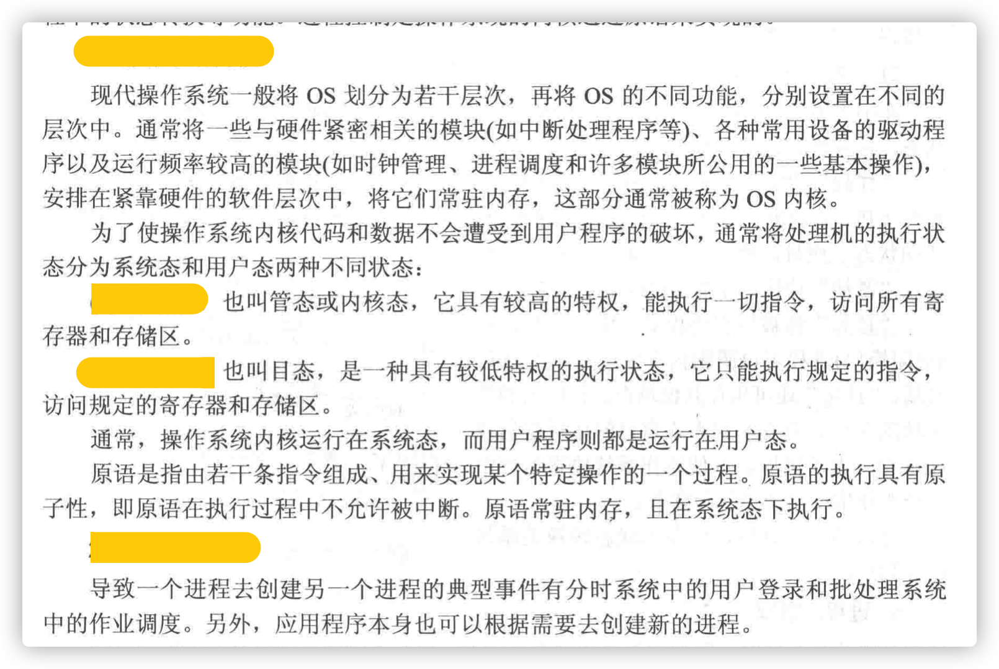 现代操作系统一般将 OS 划分为若干层次，再将 OS 的不同功能，分别设置在不同的
层次中。通常将一些与硬件紧密相关的模块(如中断处理程序等)、各种常用设备的驱动程
序以及运行频率较高的模块(如时钟管理、进程调度和许多模块所公用的一些基本操作)，
安排在紧靠硬件的软件层次中，将它们常驻内存，这部分通常被称为 OS 内核。
为了使操作系统内核代码和数据不会遭受到用户程序的破坏，通常将处理机的执行状
态分为系统态和用户态两种不同状态：
也叫管态或内核态，它具有较高的特权，能执行一切指令，访问所有寄
存器和存储区。
也叫目态，是一种具有较低特权的执行状态，它只能执行规定的指令，
访问规定的寄存器和存储区。
通常，操作系统内核运行在系统态，而用户程序则都是运行在用户态。
原语是指由若干条指令组成、用来实现某个特定操作的一个过程。原语的执行具有原
子性，即原语在执行过程中不允许被中断。原语常驻内存，且在系统态下执行。
导致一个进程去创建另一个进程的典型事件有分时系统中的用户登录和批处理系统
中的作业调度。另外，应用程序本身也可以根据需要去创建新的进程。